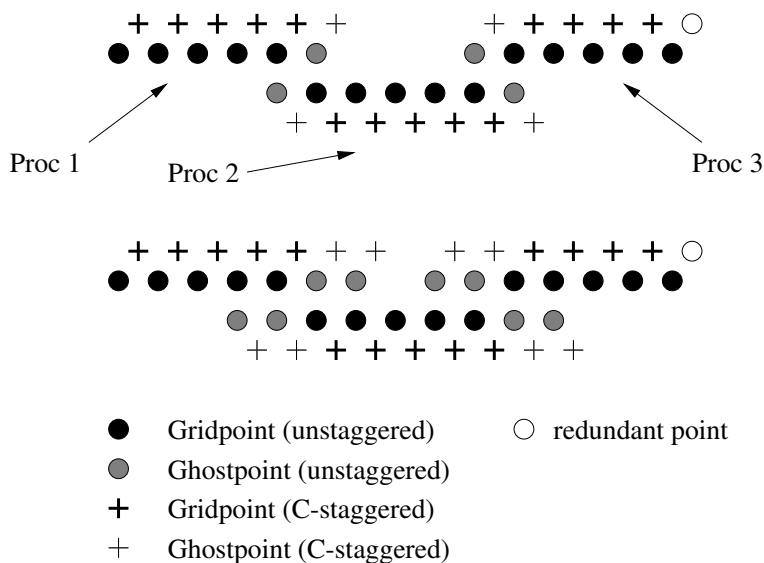 Proc 1
Proc 2
Proc 3
Gridpoint (unstaggered)
redundant point
Ghostpoint (unstaggered)
Gridpoint (C-staggered)
Ghostpoint (C-staggered)